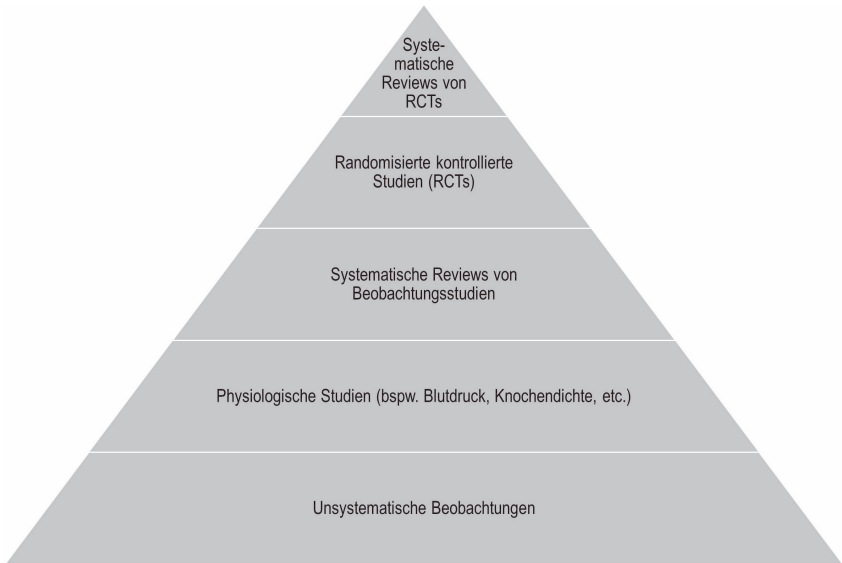 Syste-
matische
Reviews von
RCTs
Randomisierte kontrollierte
Studien (RCTs)
Systematische Reviews von
Beobachtungsstudien
Physiologische Studien (bspw. Blutdruck, Knochendichte, etc.)
Unsystematische Beobachtungen